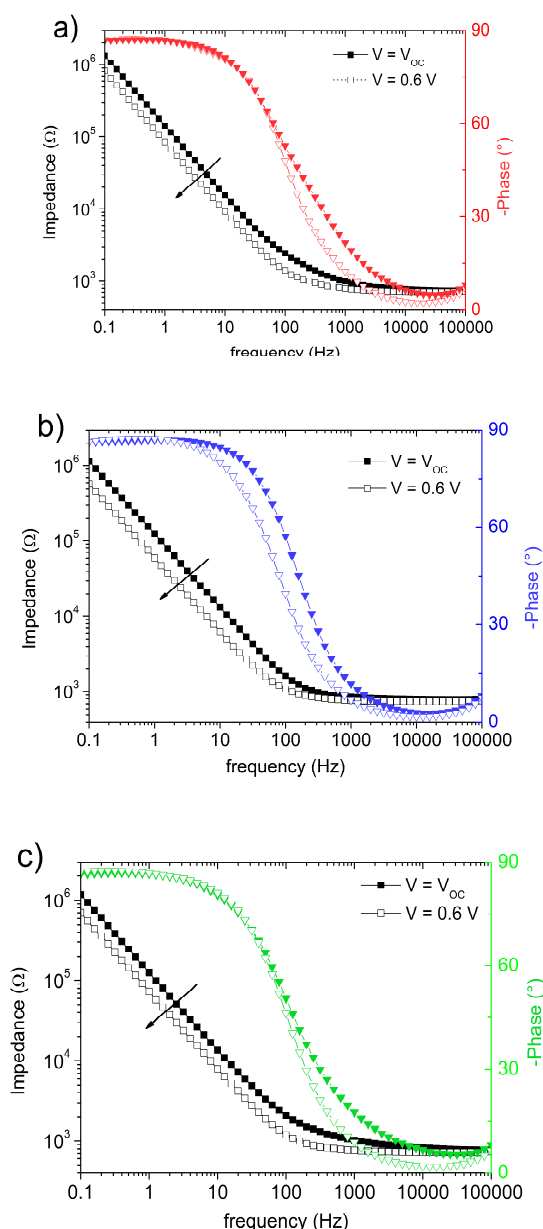 a)
V = V_OC
V = 0.6 V
Impedance (Ω)
10^6
10^5
10^4
10^3
-Phase (°)
90
60
30
0
0.1 1 10 100 1000 10000 100000
frequency (Hz)
b)
V = V_OC
V = 0.6 V
Impedance (Ω)
10^6
10^5
10^4
10^3
-Phase (°)
90
60
30
0
0.1 1 10 100 1000 10000 100000
frequency (Hz)
c)
V = V_OC
V = 0.6 V
Impedance (Ω)
10^6
10^5
10^4
10^3
-Phase (°)
90
60
30
0
0.1 1 10 100 1000 10000 100000
frequency (Hz)